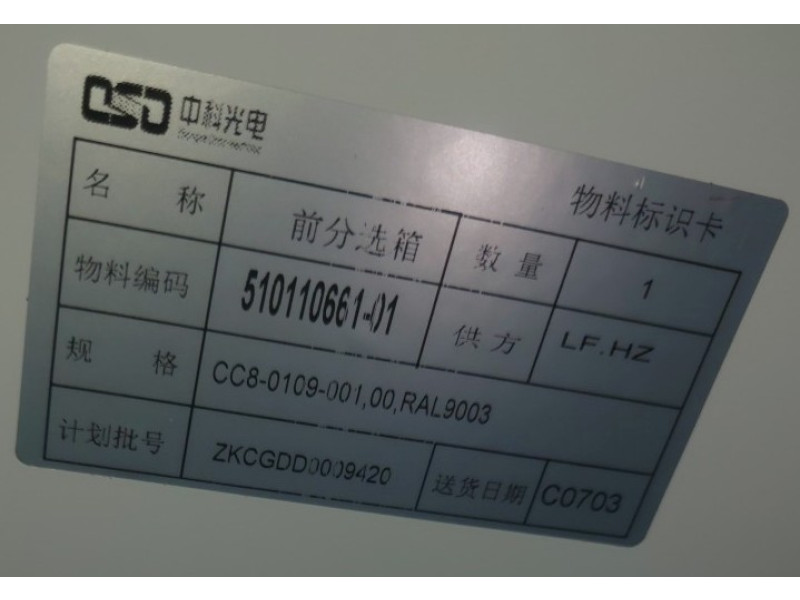 中科光电
物料标识卡
名 称 前分选箱 数 量 1
物料编码 510110661-01 供 方 LF.HZ
规 格 CC8-0109-001,00,RAL9003
计划批号 ZKCGDD0009420 送货日期 C0703